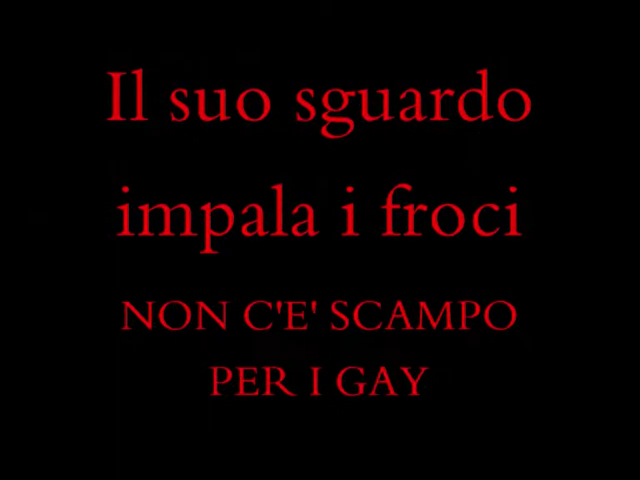 Il suo sguardo
impala i froci
NON C'E' SCAMPO
PER I GAY